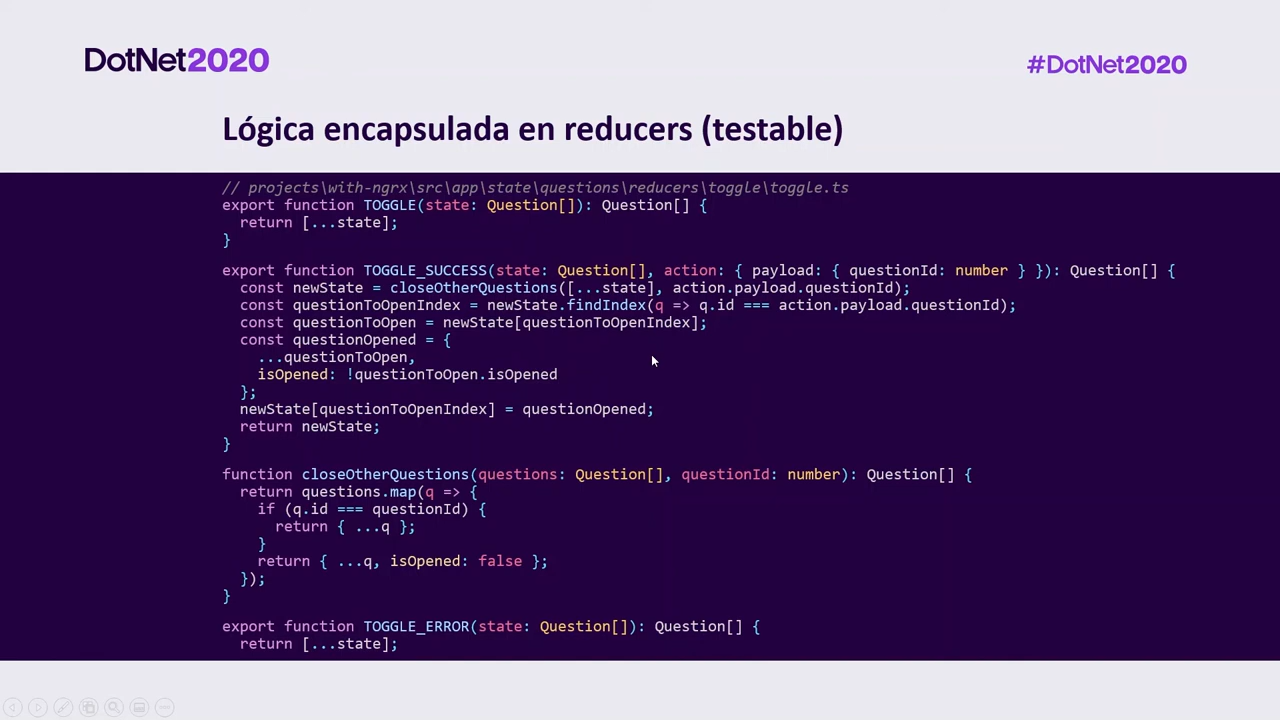 DotNet2020
#DotNet2020
Lógica encapsulada en reducers (testable)
// projects\with-ngrx\src\app\state\questions\reducers\toggle\toggle.ts
export function TOGGLE(state: Question[]): Question[] {
  return [...state];
}
export function TOGGLE_SUCCESS(state: Question[], action: { payload: { questionId: number } }): Question[] {
  const newState = closeOtherQuestions([...state], action.payload.questionId);
  const questionToOpenIndex = newState.findIndex(q => q.id === action.payload.questionId);
  const questionToOpen = newState[questionToOpenIndex];
  const questionOpened = {
    ...questionToOpen,
    isOpened: !questionToOpen.isOpened
  };
  newState[questionToOpenIndex] = questionOpened;
  return newState;
}
function closeOtherQuestions(questions: Question[], questionId: number): Question[] {
  return questions.map(q => {
    if (q.id === questionId) {
      return { ...q };
    }
    return { ...q, isOpened: false };
  });
}
export function TOGGLE_ERROR(state: Question[]): Question[] {
  return [...state];